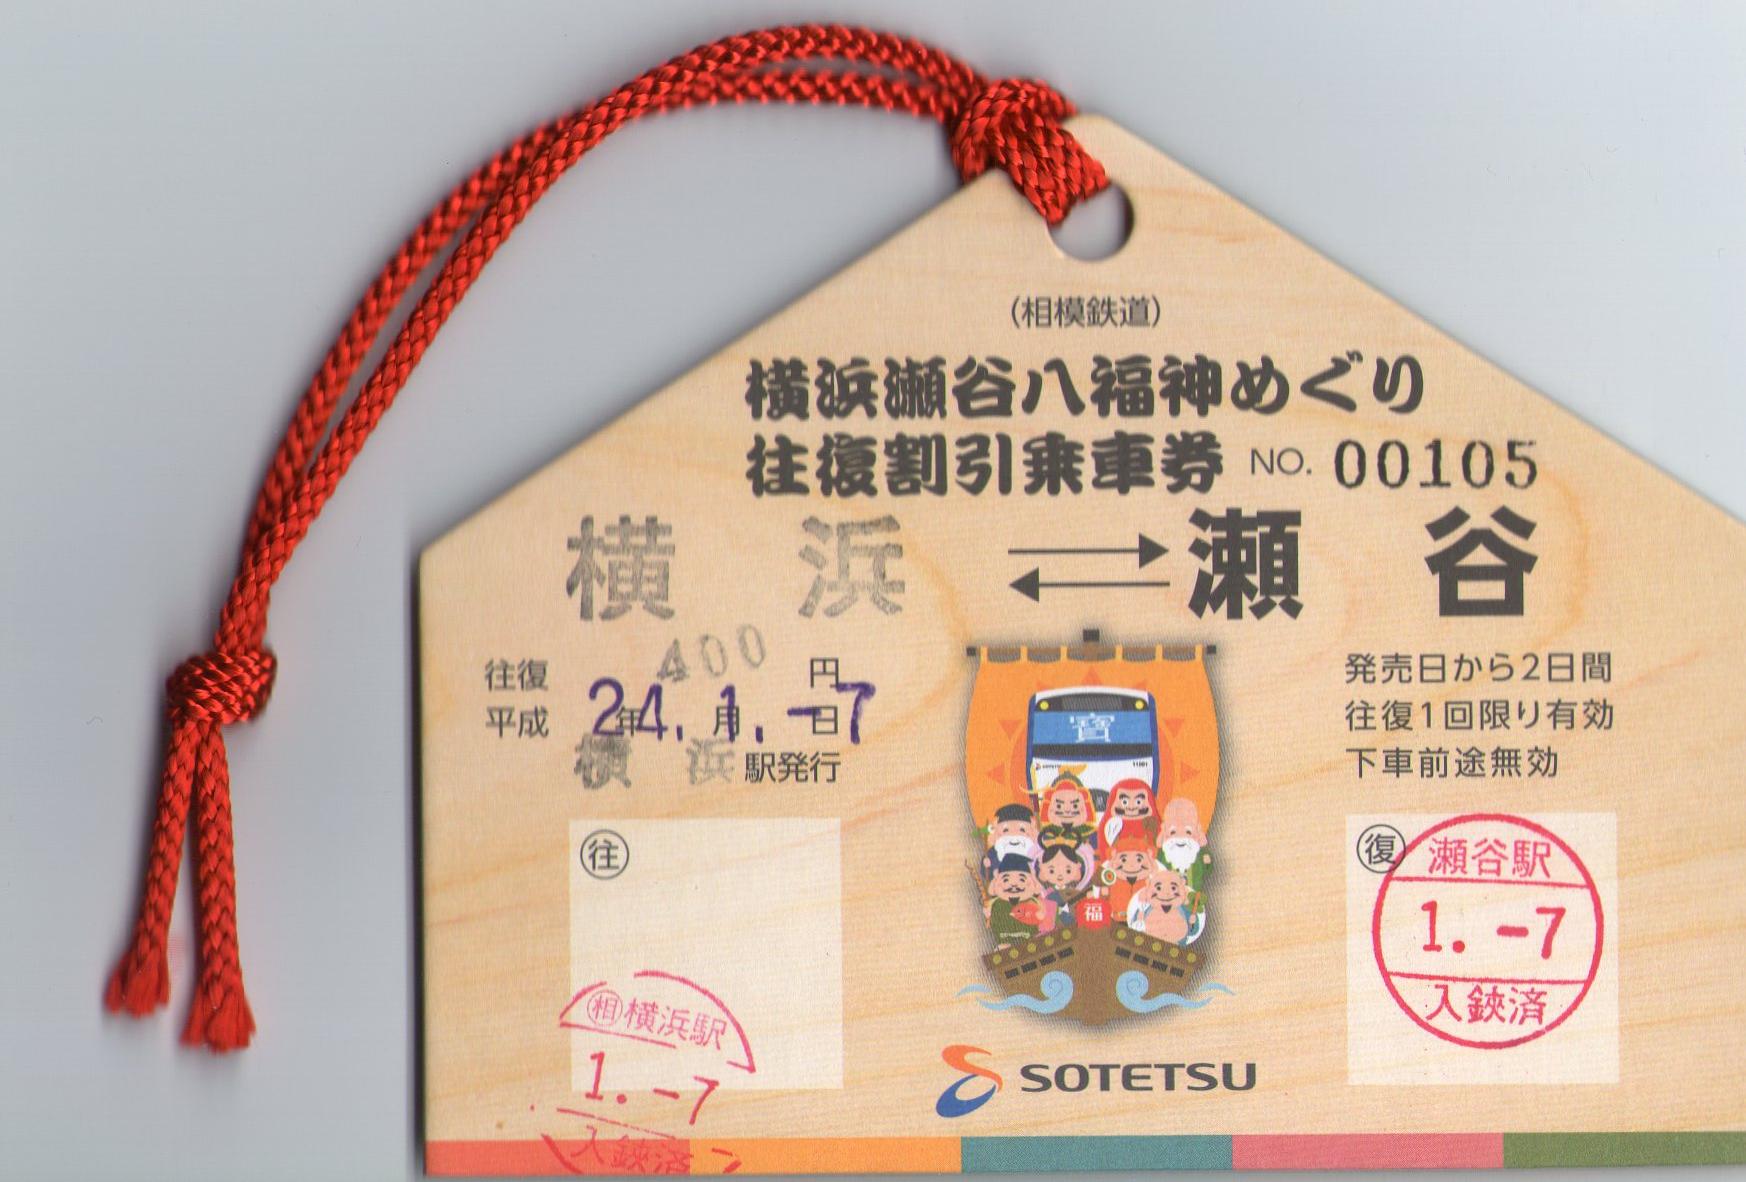 (相模鉄道)
横浜瀬谷八福神めぐり
往復割引乗車券 NO. 00105
横浜 ⇄ 瀬谷
往復 400 円
平成 24年 1.月 -7日
横浜 駅発行
発売日から2日間
往復1回限り有効
下車前途無効
寶
SOTETSU 11001
福
往
相 横浜駅
1. -7
入鋏済
復
瀬谷駅
1. -7
入鋏済
SOTETSU